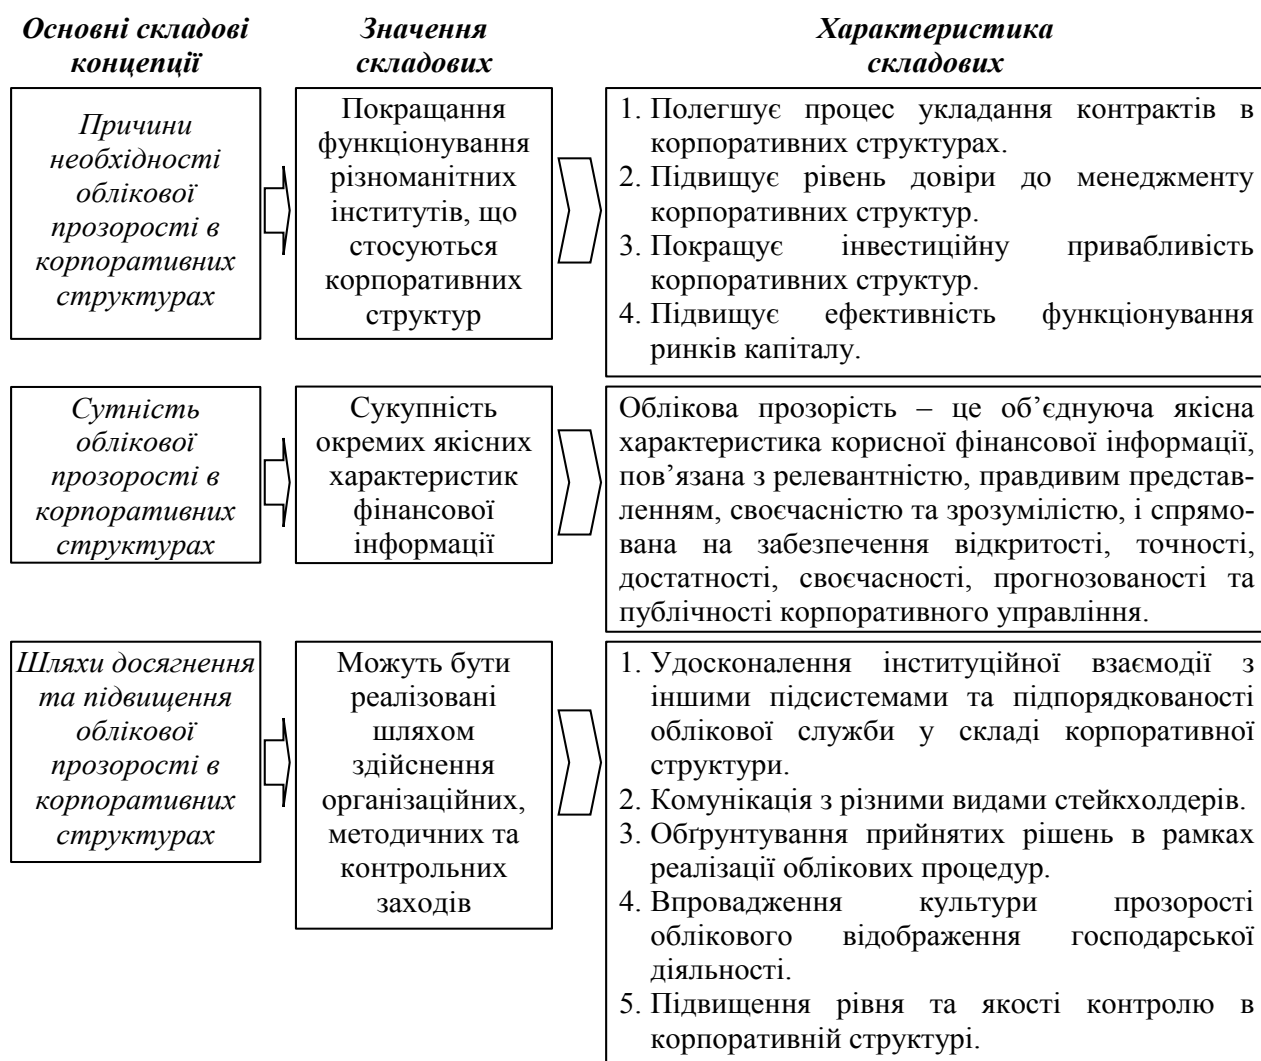 Основні складові
концепції
Значення
складових
Характеристика
складових
Причини
необхідності
облікової
прозорості в
корпоративних
структурах
Покращання
функціонування
різноманітних
інститутів, що
стосуються
корпоративних
структур
1. Полегшує процес укладання контрактів в
корпоративних структурах.
2. Підвищує рівень довіри до менеджменту
корпоративних структур.
3. Покращує інвестиційну привабливість
корпоративних структур.
4. Підвищує ефективність функціонування
ринків капіталу.
Сутність
облікової
прозорості в
корпоративних
структурах
Сукупність
окремих якісних
характеристик
фінансової
інформації
Облікова прозорість – це об’єднуюча якісна
характеристика корисної фінансової інформації,
пов’язана з релевантністю, правдивим представ-
ленням, своєчасністю та зрозумілістю, і спрямо-
вана на забезпечення відкритості, точності,
достатності, своєчасності, прогнозованості та
публічності корпоративного управління.
Шляхи досягнення
та підвищення
облікової
прозорості в
корпоративних
структурах
Можуть бути
реалізовані
шляхом
здійснення
організаційних,
методичних та
контрольних
заходів
1. Удосконалення інституційної взаємодії з
іншими підсистемами та підпорядкованості
облікової служби у складі корпоративної
структури.
2. Комунікація з різними видами стейкхолдерів.
3. Обґрунтування прийнятих рішень в рамках
реалізації облікових процедур.
4. Впровадження культури прозорості
облікового відображення господарської
діяльності.
5. Підвищення рівня та якості контролю в
корпоративній структурі.